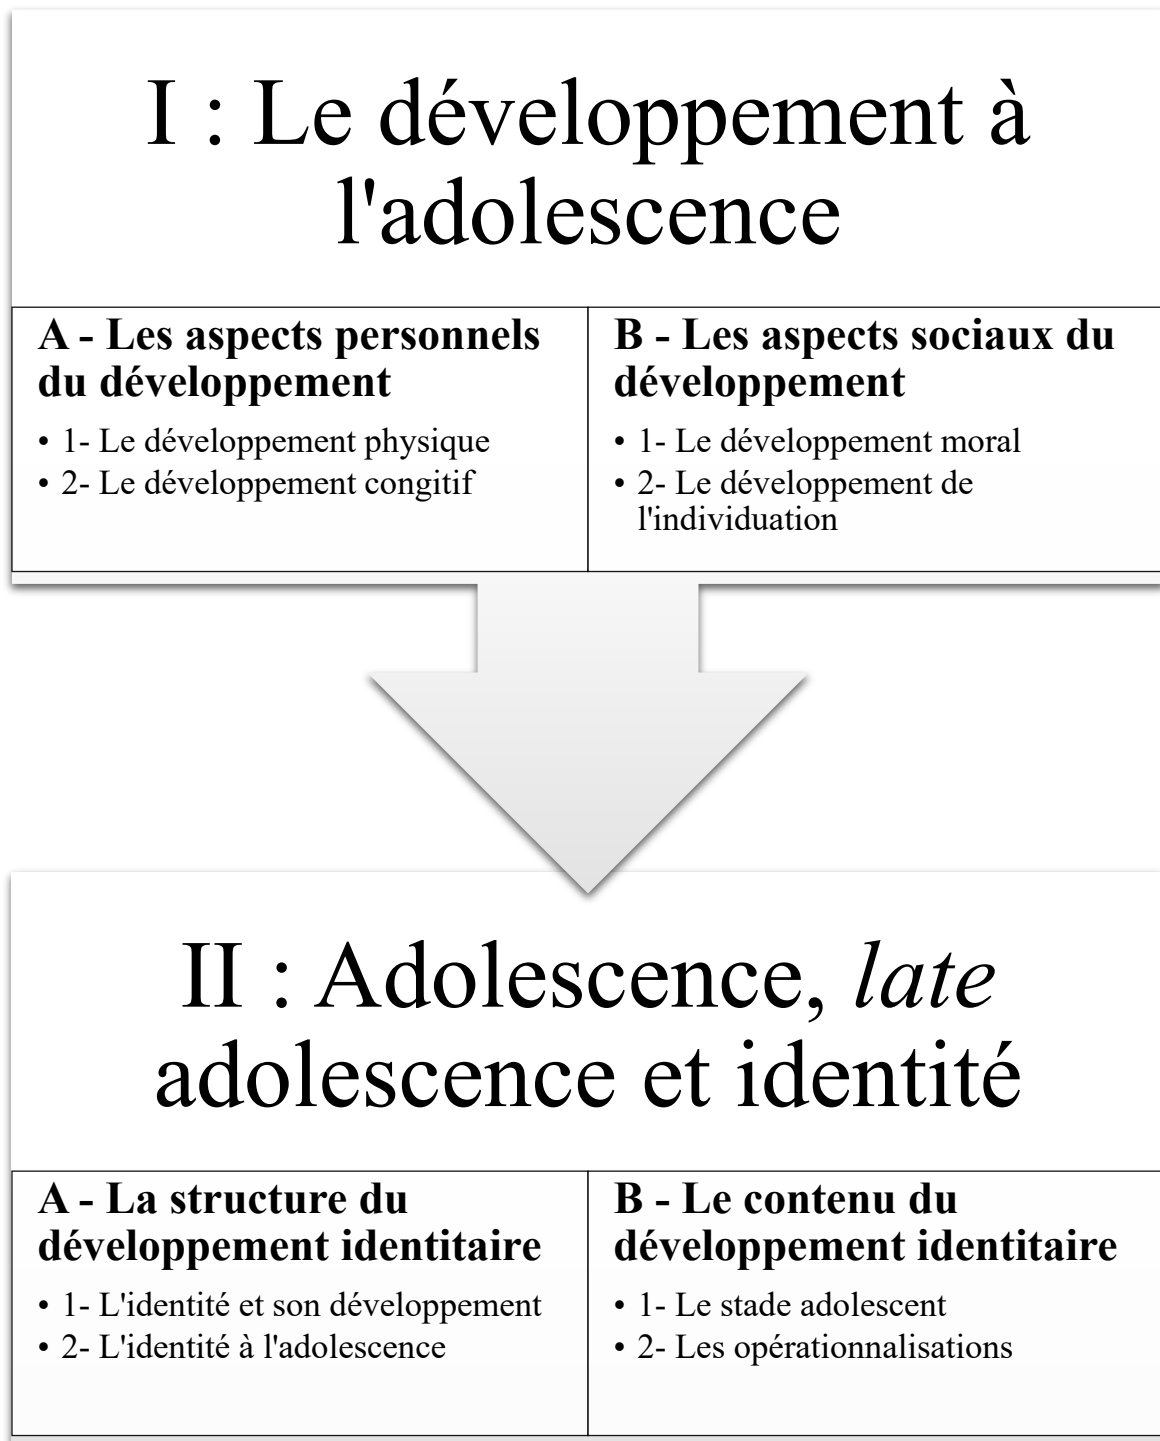 I : Le développement à
l'adolescence
A - Les aspects personnels
du développement
• 1- Le développement physique
• 2- Le développement congitif
B - Les aspects sociaux du
développement
• 1- Le développement moral
• 2- Le développement de
l'individuation
II : Adolescence, late
adolescence et identité
A - La structure du
développement identitaire
• 1- L'identité et son développement
• 2- L'identité à l'adolescence
B - Le contenu du
développement identitaire
• 1- Le stade adolescent
• 2- Les opérationnalisations